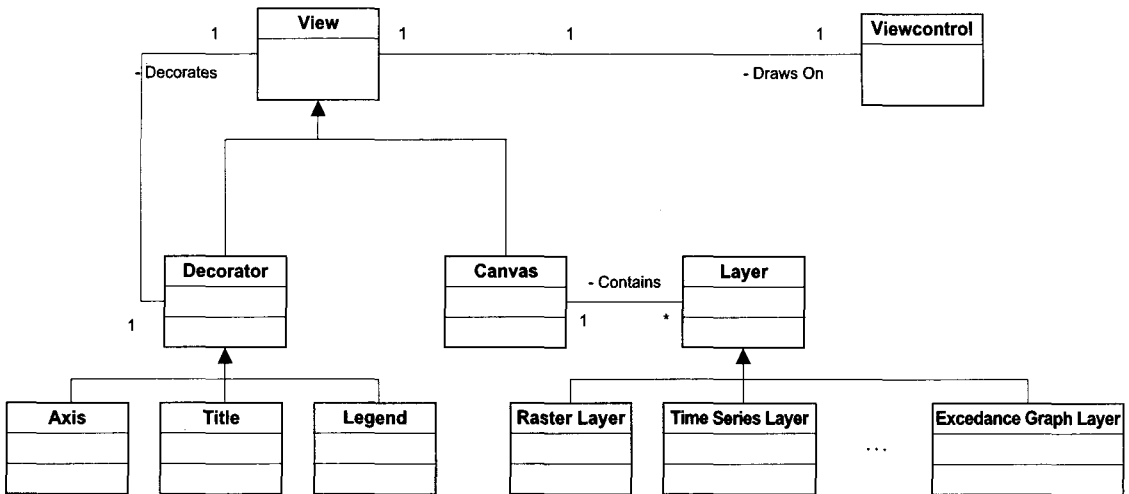 View
Viewcontrol
1
1
1
1
- Decorates
- Draws On
Decorator
Canvas
Layer
- Contains
1
1
*
Axis
Title
Legend
Raster Layer
Time Series Layer
...
Excedance Graph Layer